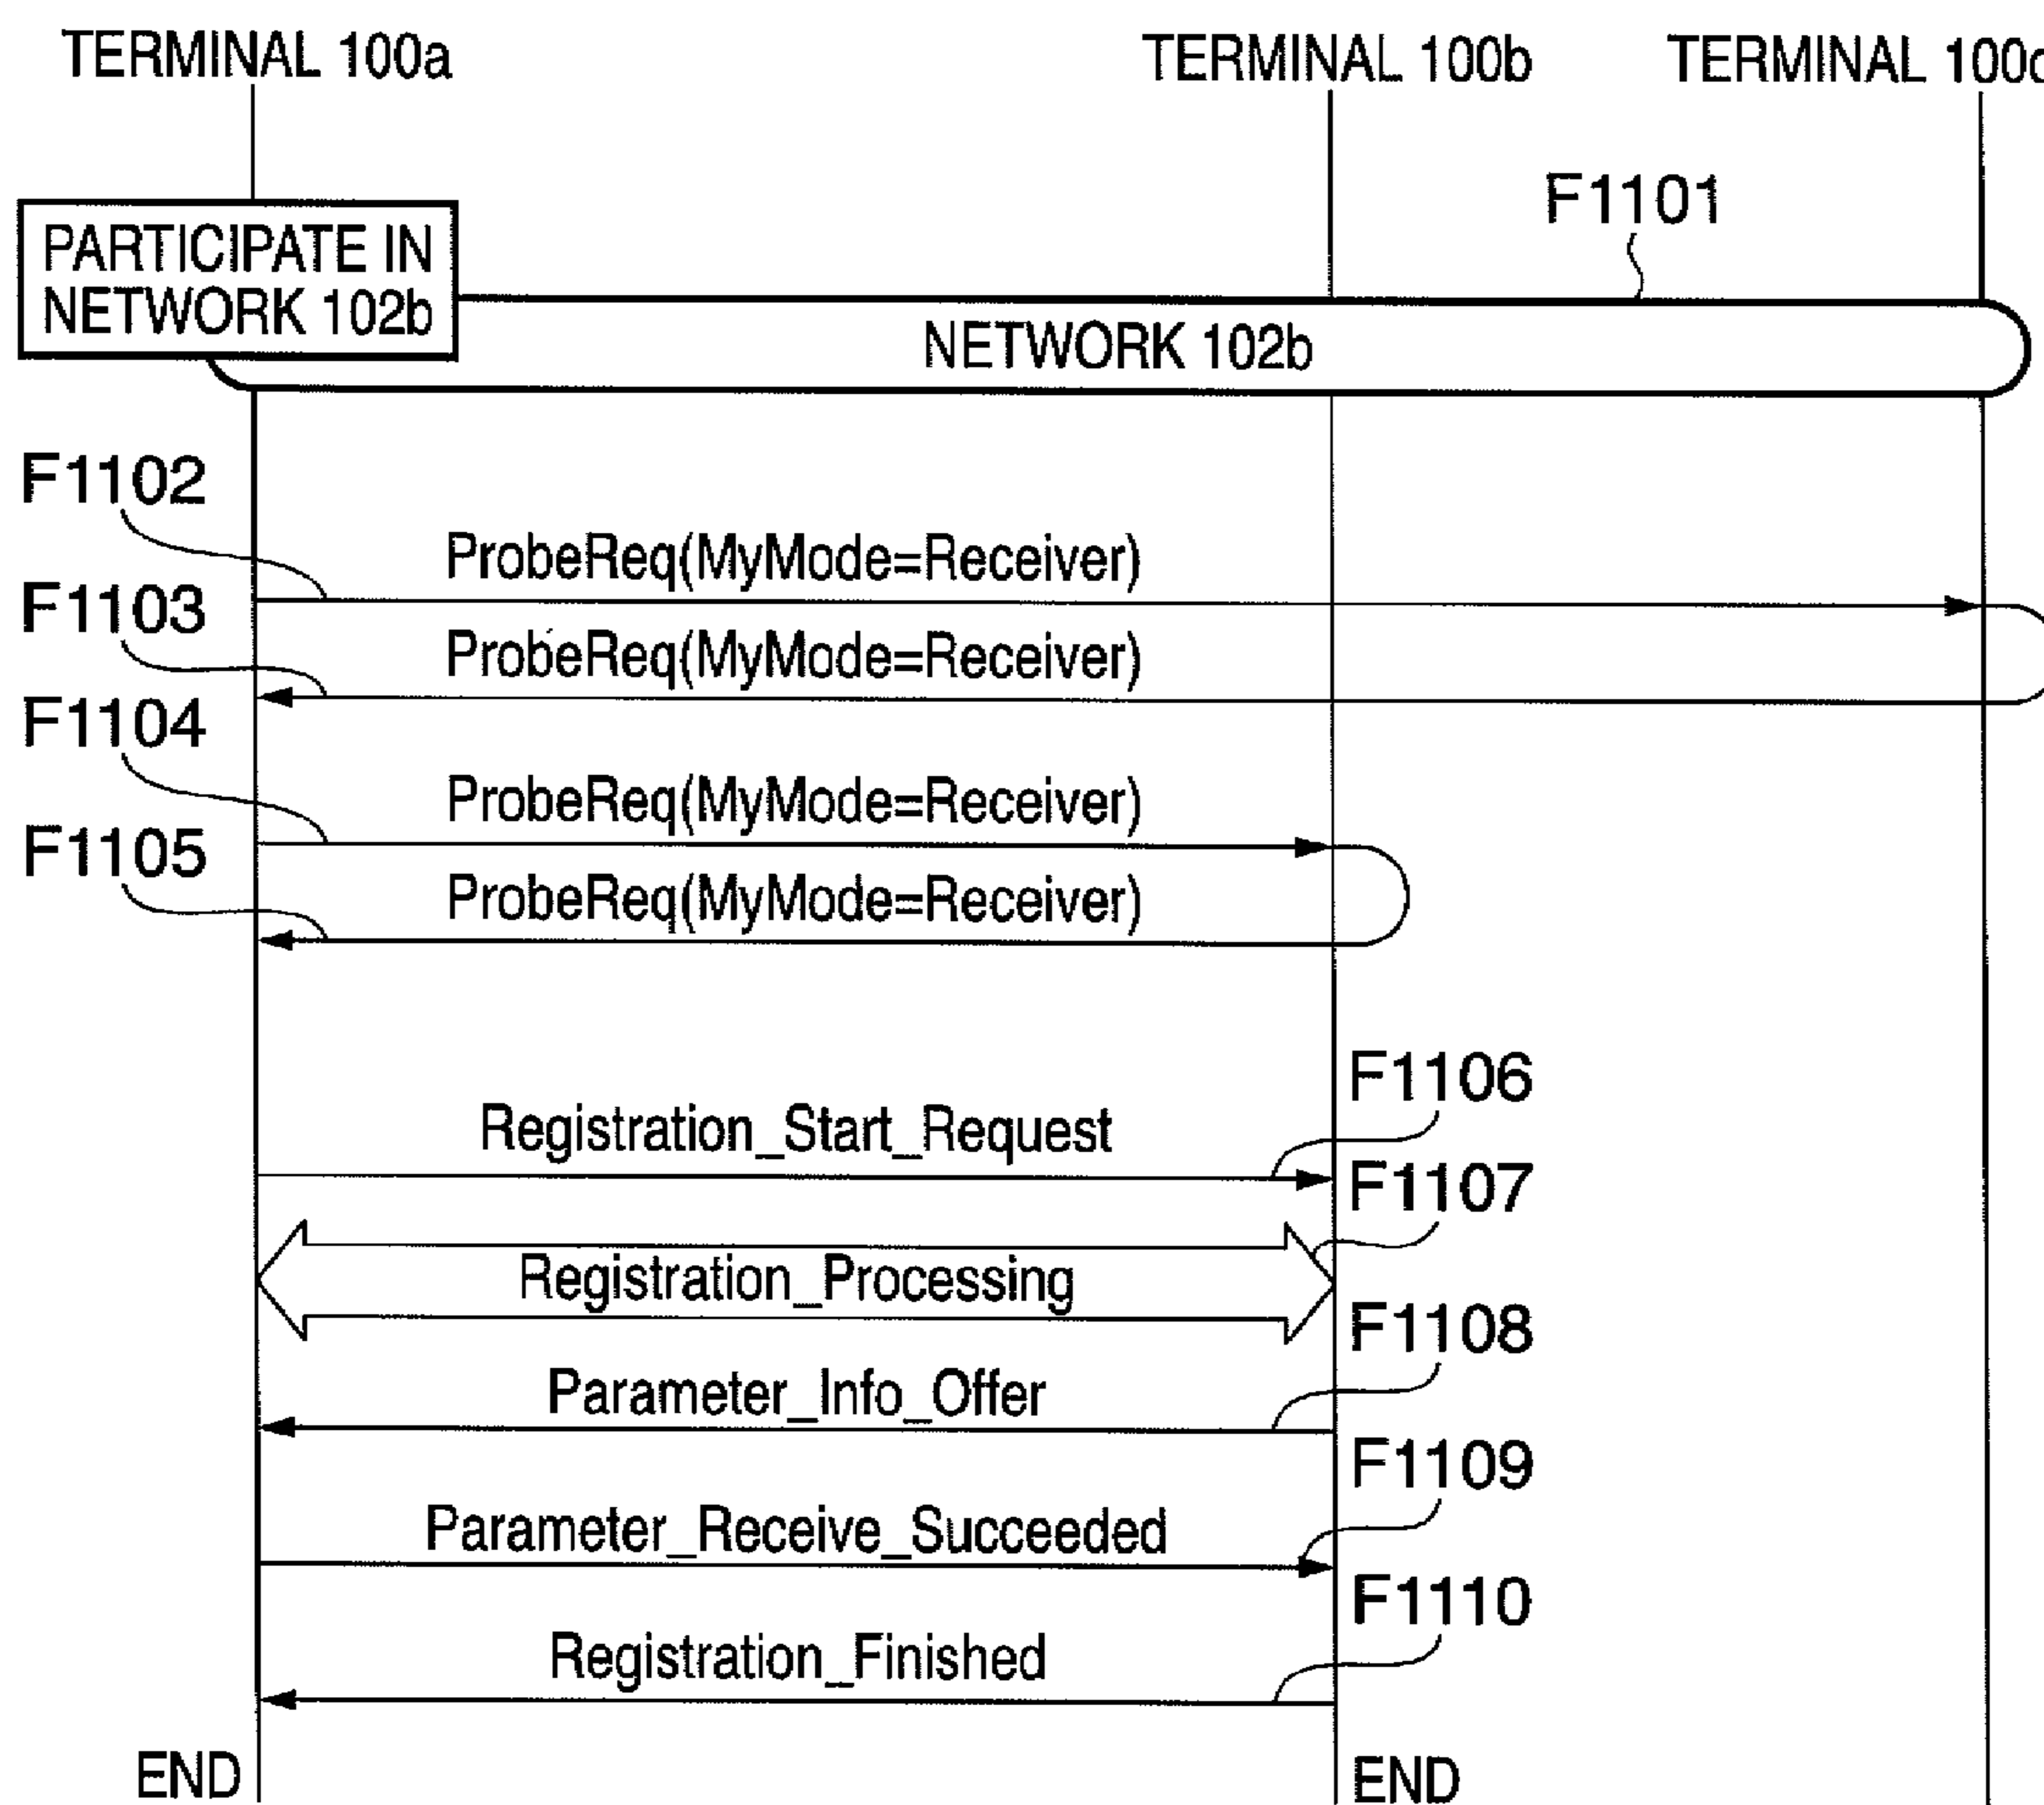 TERMINAL 100a
TERMINAL 100b
TERMINAL 100c
F1101
PARTICIPATE IN
NETWORK 102b
NETWORK 102b
F1102
ProbeReq(MyMode=Receiver)
F1103
ProbeReq(MyMode=Receiver)
F1104
ProbeReq(MyMode=Receiver)
F1105
ProbeReq(MyMode=Receiver)
F1106
Registration_Start_Request
F1107
Registration_Processing
F1108
Parameter_Info_Offer
F1109
Parameter_Receive_Succeeded
F1110
Registration_Finished
END
END